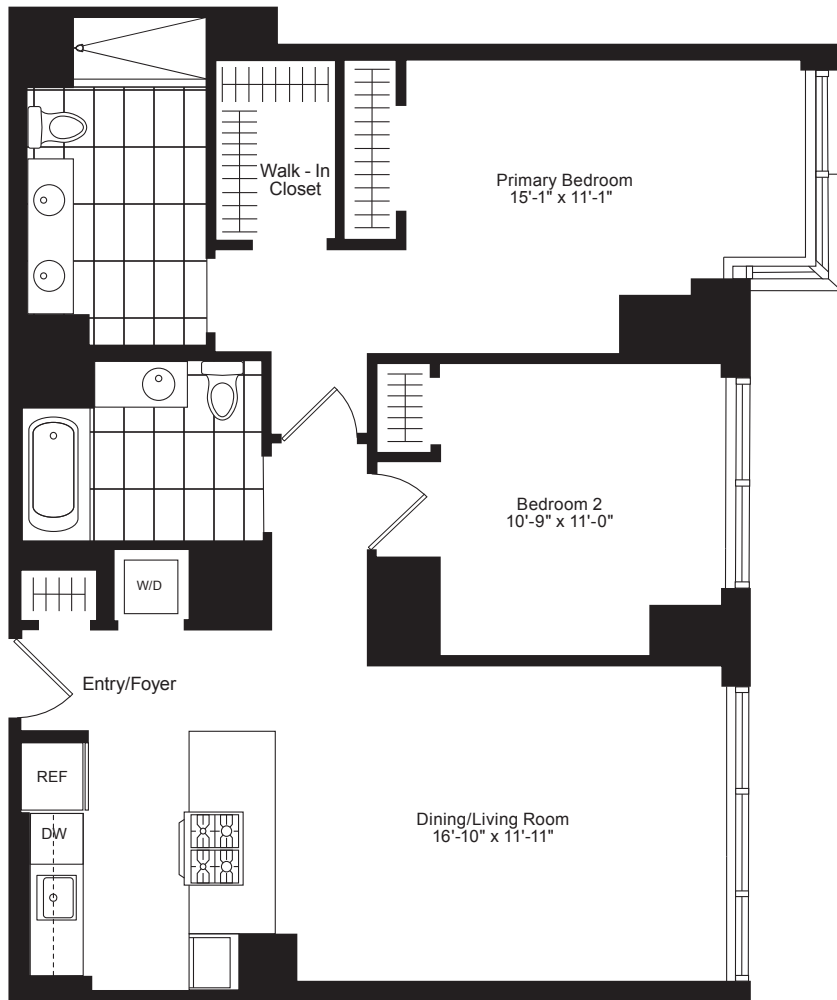 Walk - In
Closet
Primary Bedroom
15'-1" x 11'-1"
Bedroom 2
10'-9" x 11'-0"
W/D
Entry/Foyer
REF
DW
Dining/Living Room
16'-10" x 11'-11"